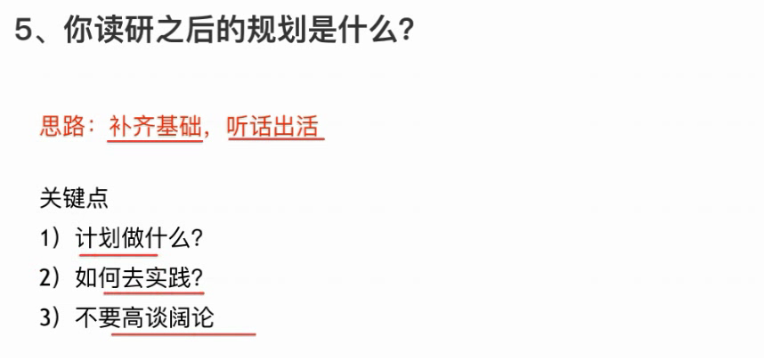 5、你读研之后的规划是什么？
思路：补齐基础，听话出活
关键点
1）计划做什么？
2）如何去实践？
3）不要高谈阔论